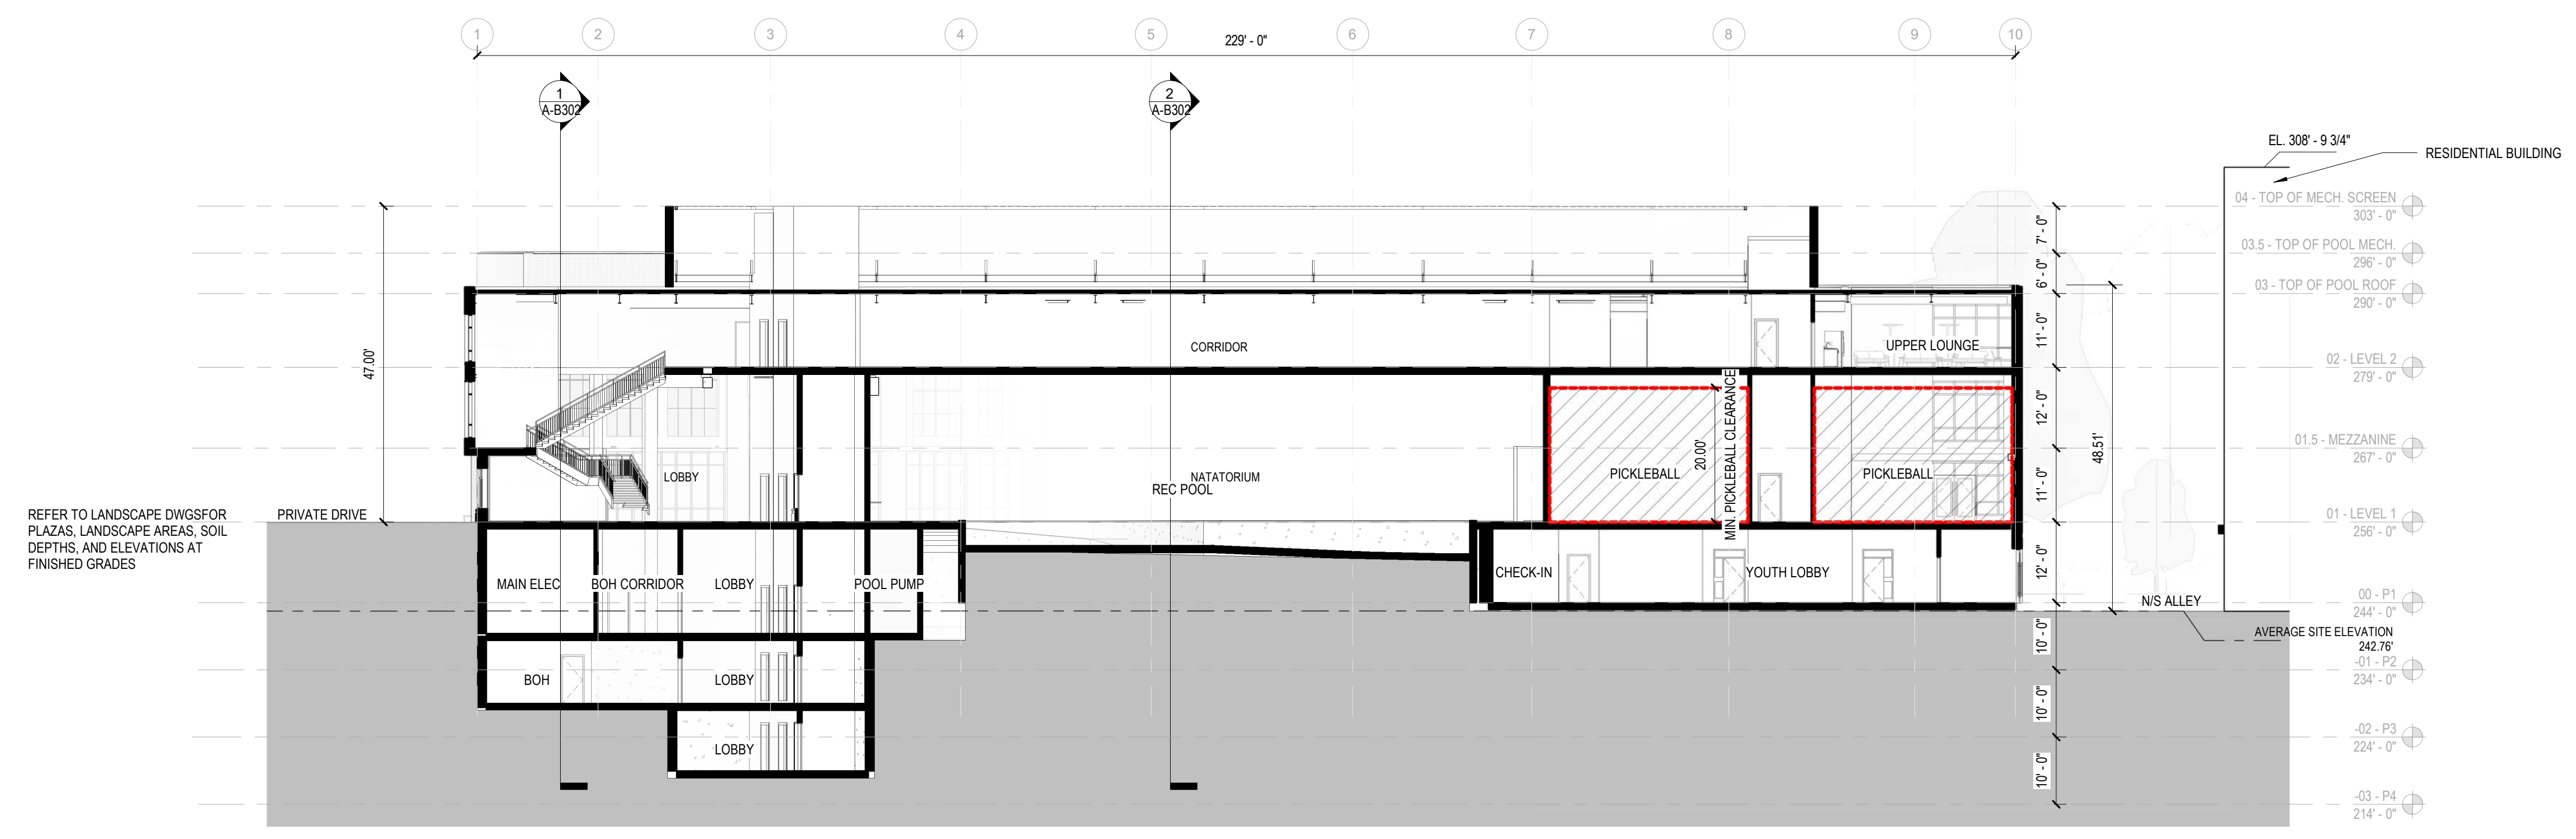 1
2
3
4
5
6
7
8
9
10
229' - 0"
1
A-B302
2
A-B302
EL. 308' - 9 3/4"
RESIDENTIAL BUILDING
04 - TOP OF MECH. SCREEN
303' - 0"
7' - 0"
03.5 - TOP OF POOL MECH.
296' - 0"
6' - 0"
03 - TOP OF POOL ROOF
290' - 0"
11' - 0"
47.00'
CORRIDOR
UPPER LOUNGE
02 - LEVEL 2
279' - 0"
12' - 0"
01.5 - MEZZANINE
267' - 0"
48.51'
LOBBY
NATATORIUM
REC POOL
PICKLEBALL
20.00'
MIN. PICKLEBALL CLEARANCE
PICKLEBALL
11' - 0"
REFER TO LANDSCAPE DWGSFOR
PLAZAS, LANDSCAPE AREAS, SOIL
DEPTHS, AND ELEVATIONS AT
FINISHED GRADES
PRIVATE DRIVE
01 - LEVEL 1
256' - 0"
12' - 0"
MAIN ELEC
BOH CORRIDOR
LOBBY
POOL PUMP
CHECK-IN
YOUTH LOBBY
N/S ALLEY
00 - P1
244' - 0"
AVERAGE SITE ELEVATION
242.76'
10' - 0"
BOH
LOBBY
-01 - P2
234' - 0"
10' - 0"
LOBBY
-02 - P3
224' - 0"
10' - 0"
-03 - P4
214' - 0"